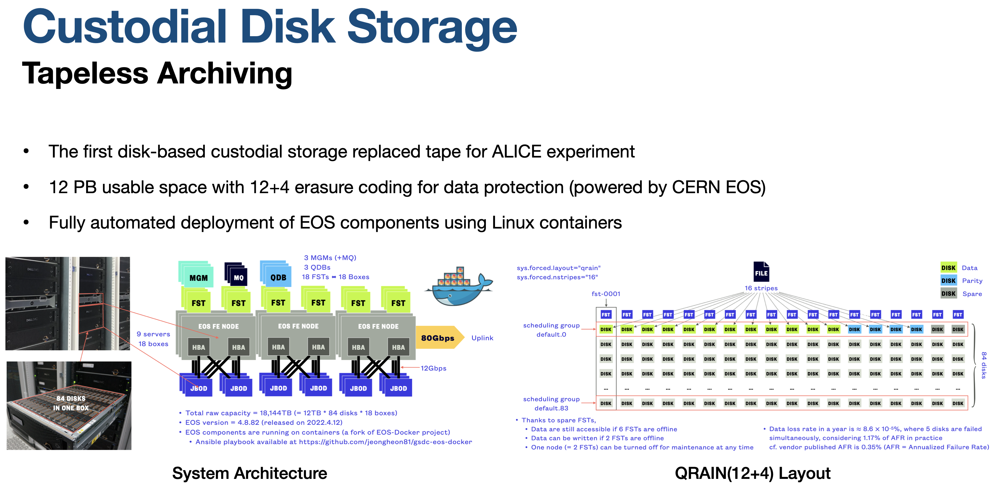 Custodial Disk Storage
Tapeless Archiving
• The first disk-based custodial storage replaced tape for ALICE experiment
• 12 PB usable space with 12+4 erasure coding for data protection (powered by CERN EOS)
• Fully automated deployment of EOS components using Linux containers
DELLEMC
DELLEMC
84 DISKS
IN ONE BOX
9 servers
18 boxes
3 MGMs (+MQ)
3 QDBs
18 FSTs ⬌ 18 Boxes
MGM MQ QDB
FST FST FST FST FST FST
EOS FE NODE EOS FE NODE EOS FE NODE
HBA HBA HBA HBA HBA HBA
80Gbps
Uplink
12Gbps
JBOD JBOD JBOD JBOD JBOD JBOD
• Total raw capacity = 18,144TB (= 12TB * 84 disks * 18 boxes)
• EOS version = 4.8.82 (released on 2022.4.12)
• EOS components are running on containers (a fork of EOS-Docker project)
• Ansible playbook available at https://github.com/jeongheon81/gsdc-eos-docker
System Architecture
sys.forced.layout="qrain"
sys.forced.nstripes="16"
FILE
16 stripes
DISK Data
DISK Parity
DISK Spare
fst-0001
FST FST FST FST FST FST FST FST FST FST FST FST FST FST FST FST FST FST
scheduling group
default.0
DISK DISK DISK DISK DISK DISK DISK DISK DISK DISK DISK DISK DISK DISK DISK DISK DISK DISK
DISK DISK DISK DISK DISK DISK DISK DISK DISK DISK DISK DISK DISK DISK DISK DISK DISK DISK
DISK DISK DISK DISK DISK DISK DISK DISK DISK DISK DISK DISK DISK DISK DISK DISK DISK DISK
DISK DISK DISK DISK DISK DISK DISK DISK DISK DISK DISK DISK DISK DISK DISK DISK DISK DISK
... ... ... ... ... ... ... ... ... ... ... ... ... ... ... ... ... ...
scheduling group
default.83
DISK DISK DISK DISK DISK DISK DISK DISK DISK DISK DISK DISK DISK DISK DISK DISK DISK DISK
84 disks
• Thanks to spare FSTs,
• Data are still accessible if 6 FSTs are offline
• Data can be written if 2 FSTs are offline
• One node (= 2 FSTs) can be turned off for maintenance at any time
• Data loss rate in a year is ≈ 8.6 × 10⁻⁵%, where 5 disks are failed
simultaneously, considering 1.17% of AFR in practice
cf. vendor published AFR is 0.35% (AFR = Annualized Failure Rate)
QRAIN(12+4) Layout